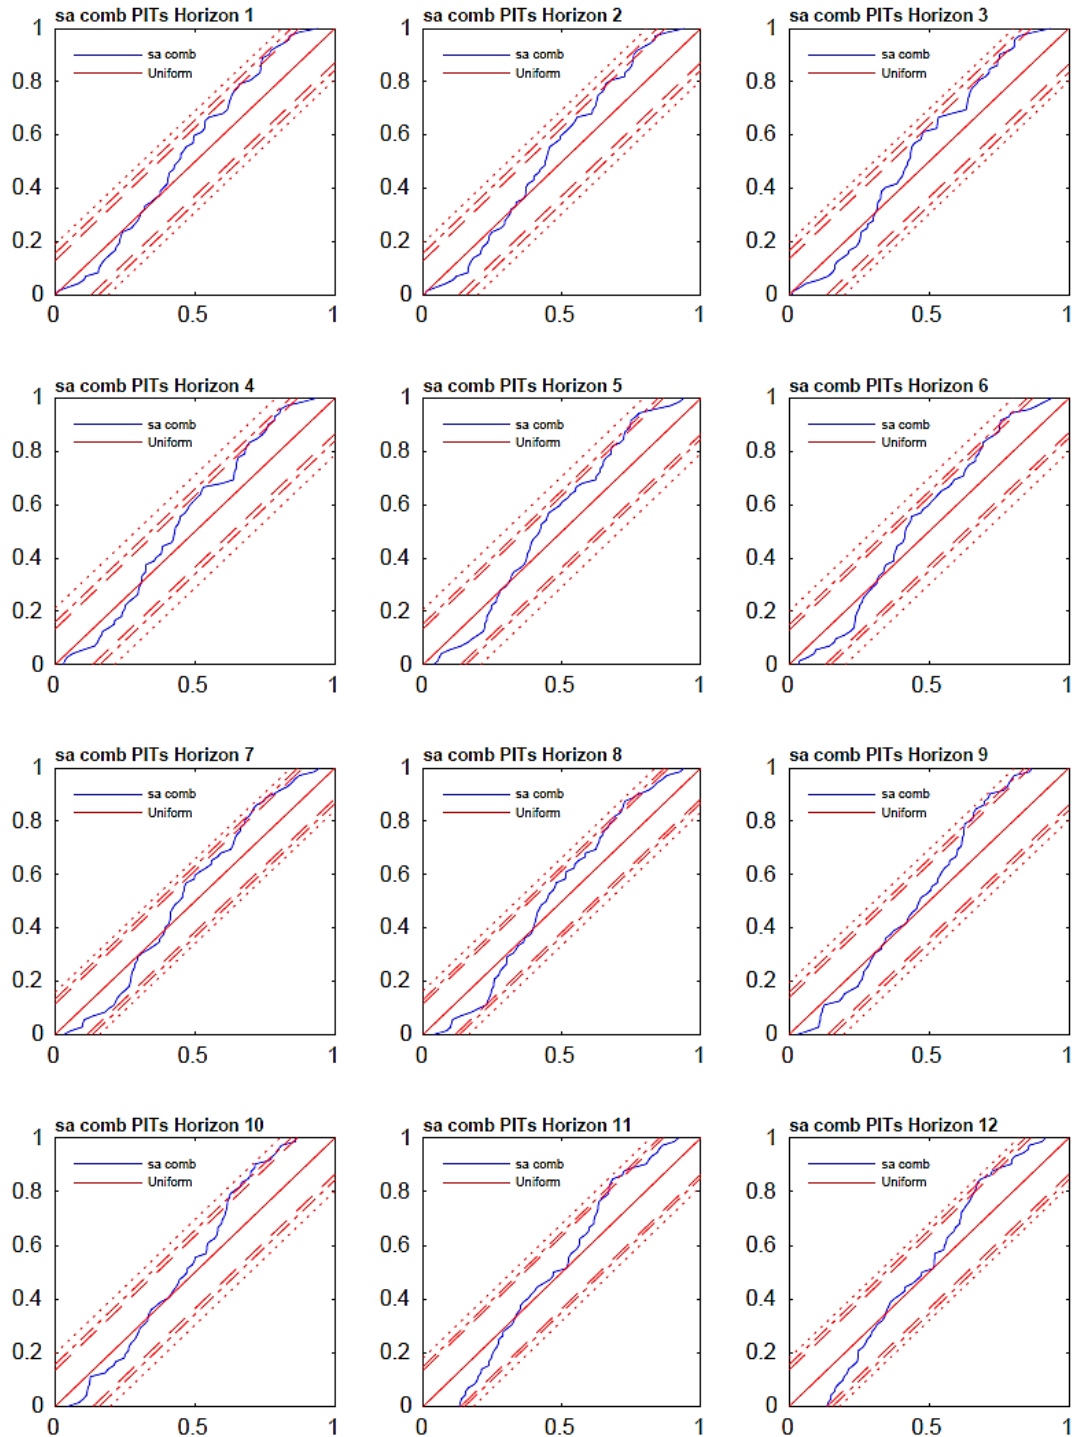 sa comb PITs Horizon 1
1
sa comb
0.8
Uniform
0.6
0.4
0.2
0
0 0.5 1
sa comb PITs Horizon 2
1
sa comb
0.8
Uniform
0.6
0.4
0.2
0
0 0.5 1
sa comb PITs Horizon 3
1
sa comb
0.8
Uniform
0.6
0.4
0.2
0
0 0.5 1
sa comb PITs Horizon 4
1
sa comb
0.8
Uniform
0.6
0.4
0.2
0
0 0.5 1
sa comb PITs Horizon 5
1
sa comb
0.8
Uniform
0.6
0.4
0.2
0
0 0.5 1
sa comb PITs Horizon 6
1
sa comb
0.8
Uniform
0.6
0.4
0.2
0
0 0.5 1
sa comb PITs Horizon 7
1
sa comb
0.8
Uniform
0.6
0.4
0.2
0
0 0.5 1
sa comb PITs Horizon 8
1
sa comb
0.8
Uniform
0.6
0.4
0.2
0
0 0.5 1
sa comb PITs Horizon 9
1
sa comb
0.8
Uniform
0.6
0.4
0.2
0
0 0.5 1
sa comb PITs Horizon 10
1
sa comb
0.8
Uniform
0.6
0.4
0.2
0
0 0.5 1
sa comb PITs Horizon 11
1
sa comb
0.8
Uniform
0.6
0.4
0.2
0
0 0.5 1
sa comb PITs Horizon 12
1
sa comb
0.8
Uniform
0.6
0.4
0.2
0
0 0.5 1